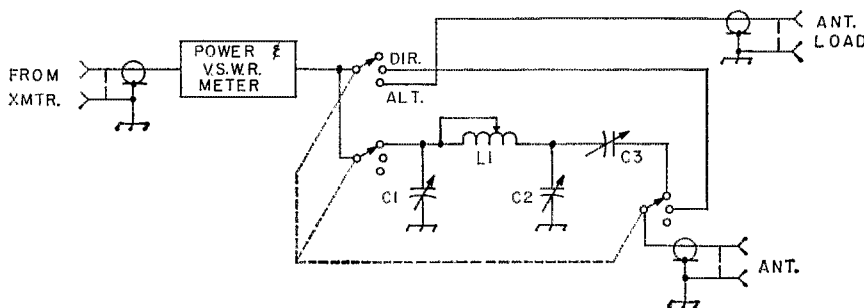 FROM
XMTR.
POWER &
V.S.W.R.
METER
DIR.
ALT.
ANT.
LOAD
L1
C1
C2
C3
ANT.